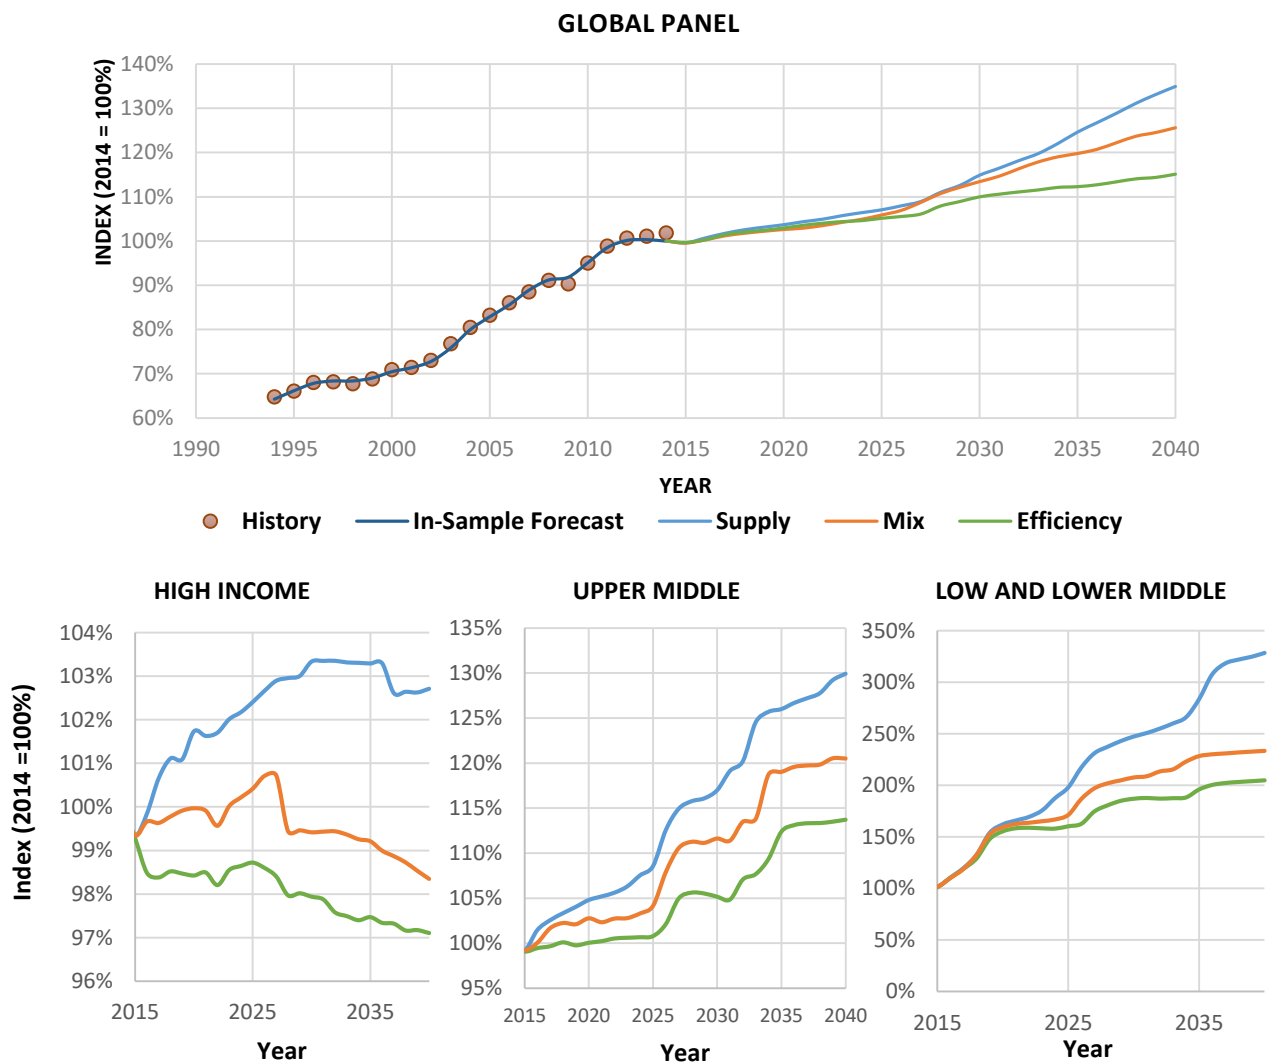 GLOBAL PANEL
INDEX (2014 = 100%)
140%
130%
120%
110%
100%
90%
80%
70%
60%
1990 1995 2000 2005 2010 2015 2020 2025 2030 2035 2040
YEAR
History In-Sample Forecast Supply Mix Efficiency
HIGH INCOME
Index (2014 =100%)
104%
103%
102%
101%
100%
99%
98%
97%
96%
2015 2025 2035
Year
UPPER MIDDLE
135%
130%
125%
120%
115%
110%
105%
100%
95%
2015 2020 2025 2030 2035 2040
Year
LOW AND LOWER MIDDLE
350%
300%
250%
200%
150%
100%
50%
0%
2015 2025 2035
Year